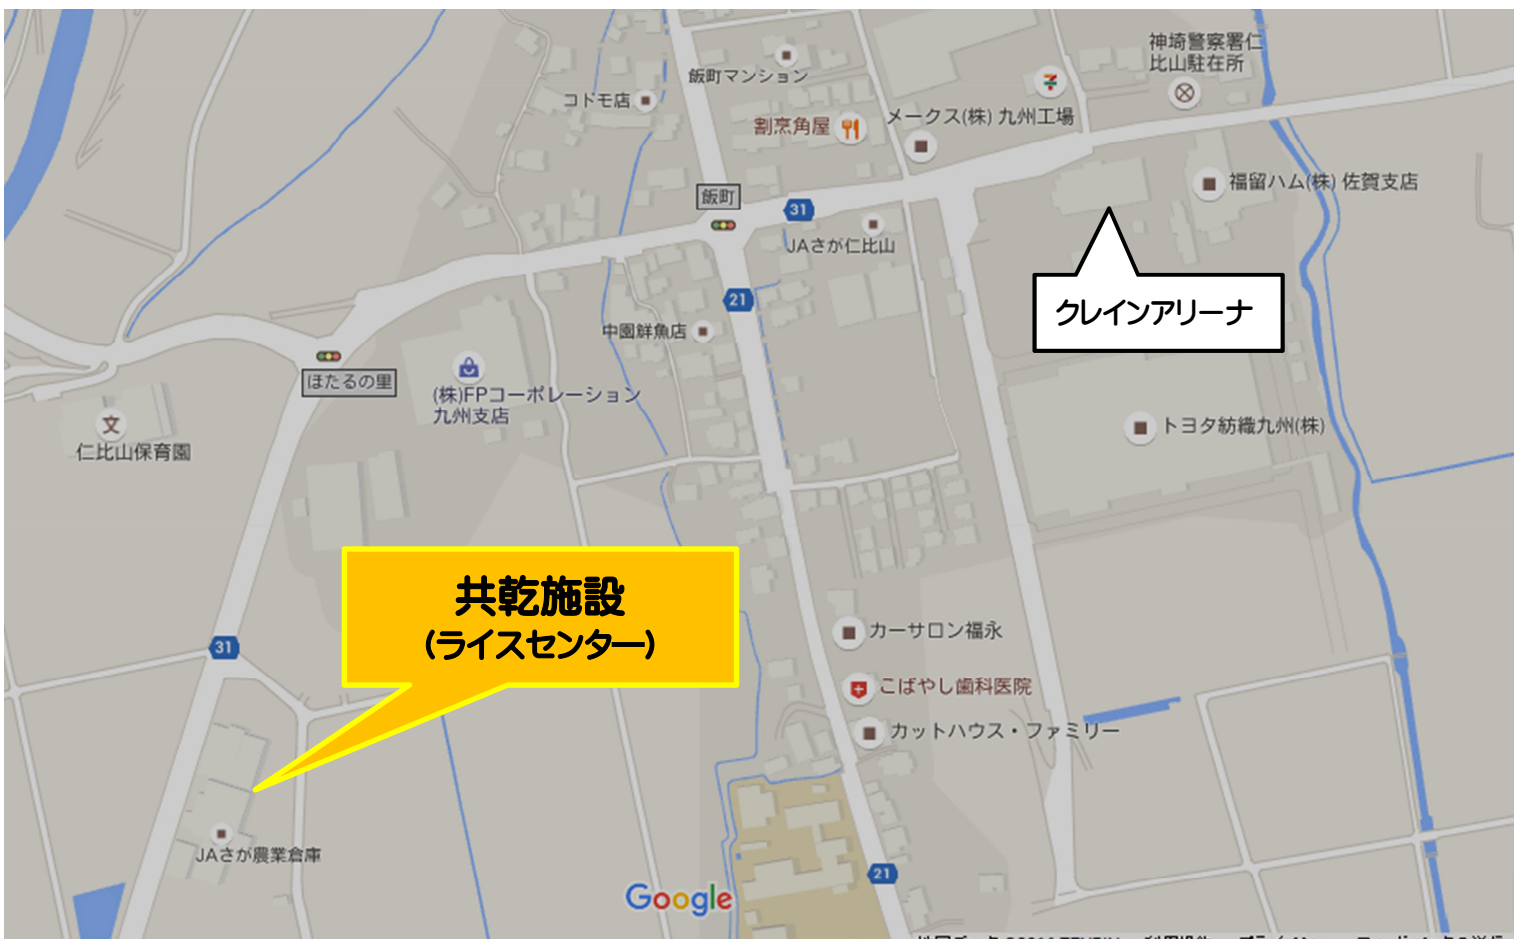 神埼警察署仁
比山駐在所
飯町マンション
コドモ店
メークス(株) 九州工場
割烹角屋
福留ハム(株) 佐賀支店
飯町
31
JAさが仁比山
クレインアリーナ
21
中園鮮魚店
ほたるの里
(株)FPコーポレーション
九州支店
仁比山保育園
トヨタ紡織九州(株)
共乾施設
(ライスセンター)
カーサロン福永
31
こばやし歯科医院
カットハウス・ファミリー
JAさが農業倉庫
21
Google